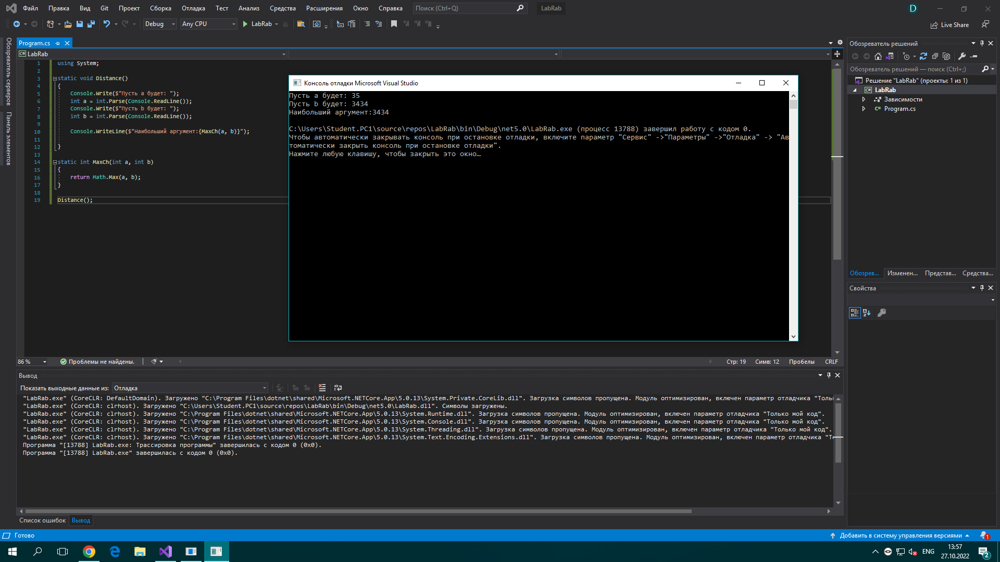 Файл Правка Вид Git Проект Сборка Отладка Тест Анализ Средства Расширения Окно Справка Поиск (Ctrl+Q) LabRab D
Debug Any CPU LabRab Live Share
Обозреватель серверов
Панель элементов
Program.cs
C# LabRab
1 using System;
2
3 static void Distance()
4 {
5 Console.Write($"Пусть a будет: ");
6 int a = int.Parse(Console.ReadLine());
7 Console.Write($"Пусть b будет: ");
8 int b = int.Parse(Console.ReadLine());
9
10 Console.WriteLine($"Наибольший аргумент:{MaxCh(a, b)}");
11
12 }
13
14 static int MaxCh(int a, int b)
15 {
16 return Math.Max(a, b);
17 }
18
19 Distance();
Консоль отладки Microsoft Visual Studio
Пусть a будет: 35
Пусть b будет: 3434
Наибольший аргумент:3434
C:\Users\Student.PC1\source\repos\LabRab\bin\Debug\net5.0\LabRab.exe (процесс 13788) завершил работу с кодом 0.
Чтобы автоматически закрывать консоль при остановке отладки, включите параметр "Сервис" ->"Параметры" ->"Отладка" -> "Ав
томатически закрыть консоль при остановке отладки".
Нажмите любую клавишу, чтобы закрыть это окно…
86 % Проблемы не найдены. Стр: 19 Симв: 12 Пробелы CRLF
Обозреватель решений
Обозреватель решений — поиск (Ctrl+;)
Решение "LabRab" (проекты: 1 из 1)
C# LabRab
Зависимости
C# Program.cs
Обозрев... Изменен... Представ... Средства...
Свойства
Вывод
Показать выходные данные из: Отладка
"LabRab.exe" (CoreCLR: DefaultDomain). Загружено "C:\Program Files\dotnet\shared\Microsoft.NETCore.App\5.0.13\System.Private.CoreLib.dll". Загрузка символов пропущена. Модуль оптимизирован, включен параметр отладчика "Толь
"LabRab.exe" (CoreCLR: clrhost). Загружено "C:\Users\Student.PC1\source\repos\LabRab\bin\Debug\net5.0\LabRab.dll". Символы загружены.
"LabRab.exe" (CoreCLR: clrhost). Загружено "C:\Program Files\dotnet\shared\Microsoft.NETCore.App\5.0.13\System.Runtime.dll". Загрузка символов пропущена. Модуль оптимизирован, включен параметр отладчика "Только мой код".
"LabRab.exe" (CoreCLR: clrhost). Загружено "C:\Program Files\dotnet\shared\Microsoft.NETCore.App\5.0.13\System.Console.dll". Загрузка символов пропущена. Модуль оптимизирован, включен параметр отладчика "Только мой код".
"LabRab.exe" (CoreCLR: clrhost). Загружено "C:\Program Files\dotnet\shared\Microsoft.NETCore.App\5.0.13\System.Threading.dll". Загрузка символов пропущена. Модуль оптимизирован, включен параметр отладчика "Только мой код".
"LabRab.exe" (CoreCLR: clrhost). Загружено "C:\Program Files\dotnet\shared\Microsoft.NETCore.App\5.0.13\System.Text.Encoding.Extensions.dll". Загрузка символов пропущена. Модуль оптимизирован, включен параметр отладчика "Т
Программа "[13788] LabRab.exe: Трассировка программы" завершилась с кодом 0 (0x0).
Программа "[13788] LabRab.exe" завершилась с кодом 0 (0x0).
Список ошибок Вывод
Готово Добавить в систему управления версиями 1
ENG 13:57
27.10.2022 2